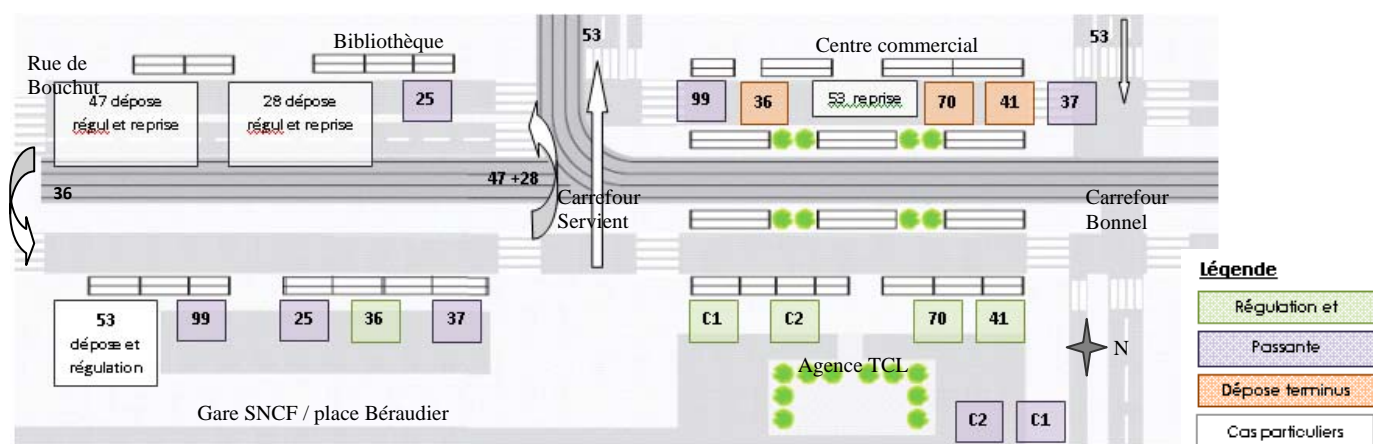 Bibliothèque
53
Centre commercial
53
Rue de
Bouchut
47 dépose
régul et reprise
28 dépose
régul et reprise
25
99
36
53 reprise
70
41
37
36
47 +28
Carrefour
Servient
Carrefour
Bonnel
53
dépose et
régulation
99
25
36
37
C1
C2
70
41
N
Agence TCL
Gare SNCF / place Béraudier
C2
C1
Légende
Régulation et
Passante
Dépose terminus
Cas particuliers